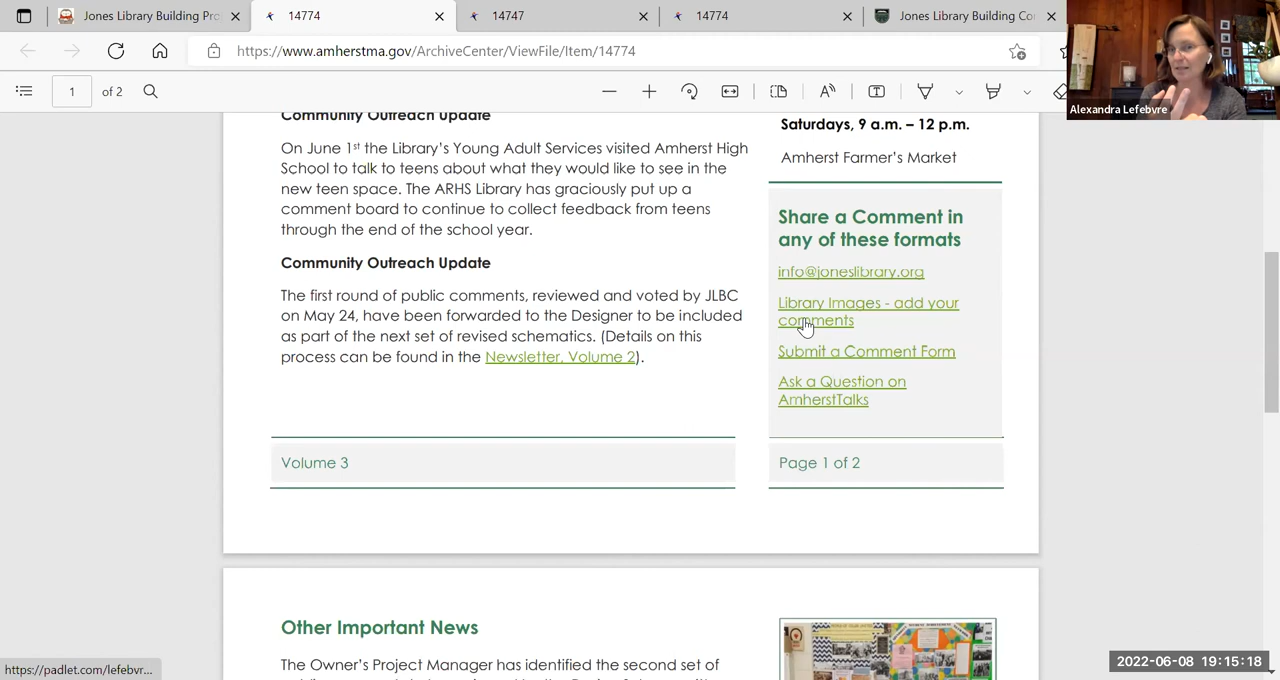 Jones Library Building Pro
14774
14747
14774
Jones Library Building Co
https://www.amherstma.gov/ArchiveCenter/ViewFile/Item/14774
1 of 2
Alexandra Lefebvre
Community Outreach Update
On June 1st the Library's Young Adult Services visited Amherst High
School to talk to teens about what they would like to see in the
new teen space. The ARHS Library has graciously put up a
comment board to continue to collect feedback from teens
through the end of the school year.
Community Outreach Update
The first round of public comments, reviewed and voted by JLBC
on May 24, have been forwarded to the Designer to be included
as part of the next set of revised schematics. (Details on this
process can be found in the Newsletter, Volume 2).
Saturdays, 9 a.m. – 12 p.m.
Amherst Farmer's Market
Share a Comment in
any of these formats
info@joneslibrary.org
Library Images - add your
comments
Submit a Comment Form
Ask a Question on
AmherstTalks
Volume 3
Page 1 of 2
Other Important News
The Owner's Project Manager has identified the second set of
https://padlet.com/lefebvr...
2022-06-08 19:15:18